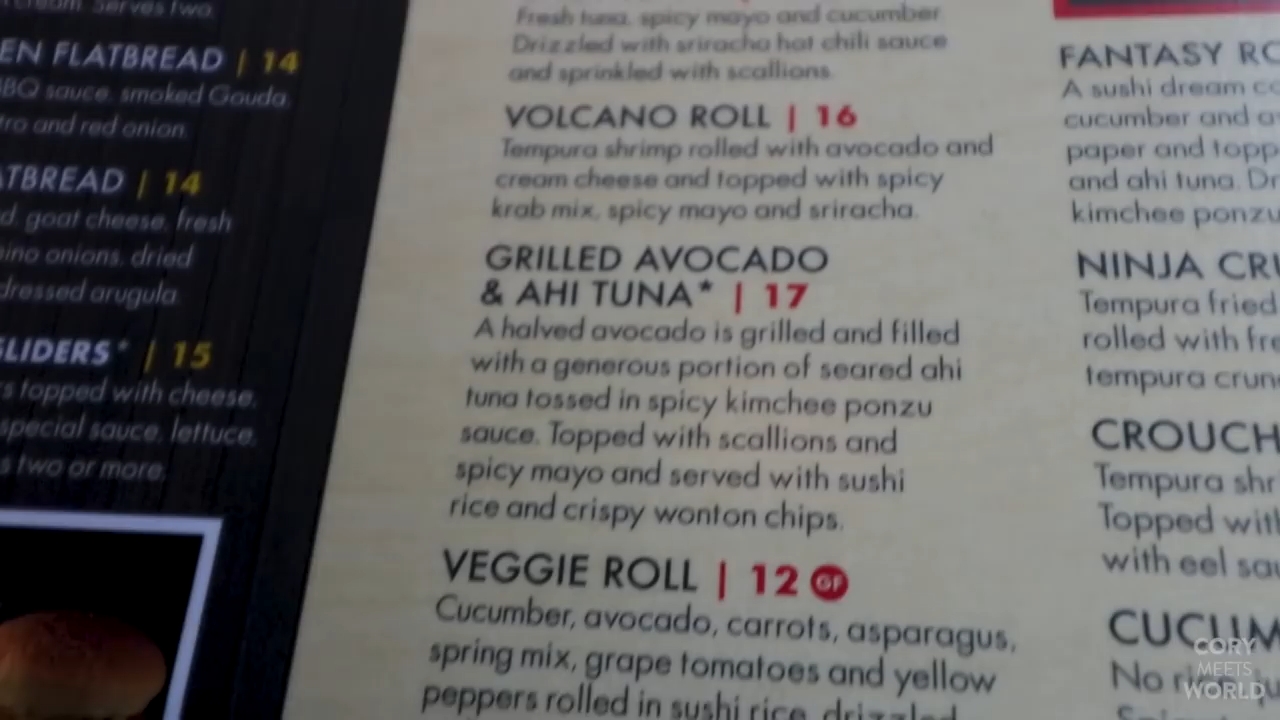 Serves two.
EN FLATBREAD | 14
BBQ sauce, smoked Gouda,
tro and red onion.
ATBREAD | 14
d, goat cheese, fresh
ino onions, dried
dressed arugula.
SLIDERS* | 15
s topped with cheese,
special sauce, lettuce,
s two or more.
Fresh tuna, spicy mayo and cucumber.
Drizzled with sriracha hot chili sauce
and sprinkled with scallions.
VOLCANO ROLL | 16
Tempura shrimp rolled with avocado and
cream cheese and topped with spicy
krab mix, spicy mayo and sriracha.
GRILLED AVOCADO
& AHI TUNA* | 17
A halved avocado is grilled and filled
with a generous portion of seared ahi
tuna tossed in spicy kimchee ponzu
sauce. Topped with scallions and
spicy mayo and served with sushi
rice and crispy wonton chips.
VEGGIE ROLL | 12 GF
Cucumber, avocado, carrots, asparagus,
spring mix, grape tomatoes and yellow
peppers rolled in sushi rice, drizzled
FANTASY RO
A sushi dream co
cucumber and av
paper and topp
and ahi tuna. Dr
kimchee ponzu
NINJA CRU
Tempura fried
rolled with fre
tempura crun
CROUCH
Tempura shr
Topped with
with eel sau
CUCUM
No ri
CORY
MEETS
WORLD